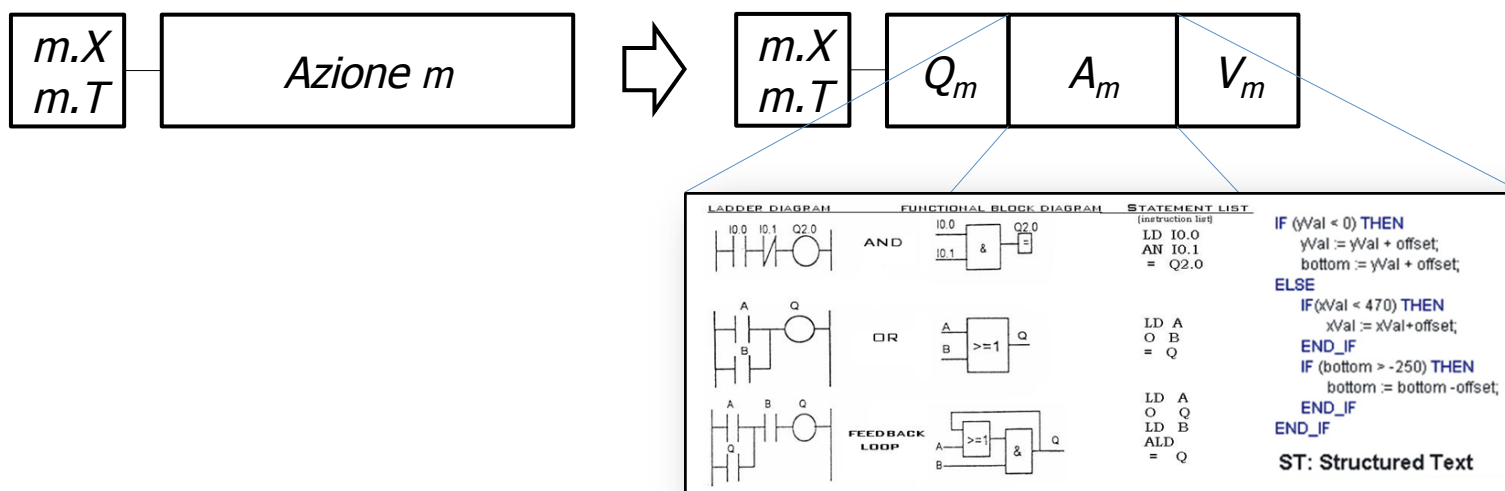 m.X
m.T
Azione m
m.X
m.T
Qm
Am
Vm
LADDER DIAGRAM
FUNCTIONAL BLOCK DIAGRAM
STATEMENT LIST
(instruction list)
I0.0 I0.1 Q2.0
AND
I0.0
I0.1
&
Q2.0
=
LD I0.0
AN I0.1
= Q2.0
A
B
Q
OR
A
B
>=1
Q
LD A
O B
= Q
A B Q
Q
FEEDBACK
LOOP
A
B
>=1
&
Q
LD A
O Q
LD B
ALD
= Q
IF (yVal < 0) THEN
yVal := yVal + offset;
bottom := yVal + offset;
ELSE
IF(xVal < 470) THEN
xVal := xVal+offset;
END_IF
IF (bottom > -250) THEN
bottom := bottom -offset;
END_IF
END_IF
ST: Structured Text